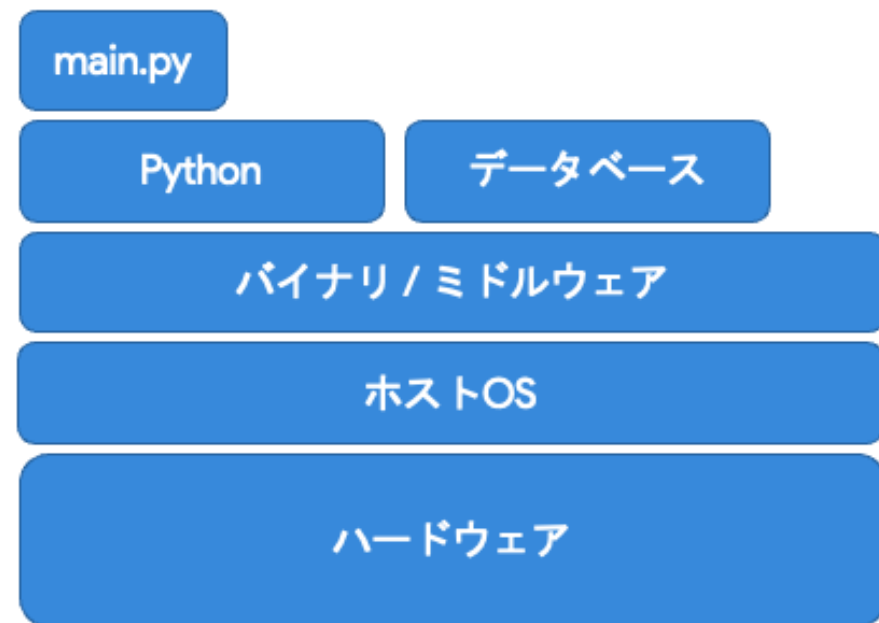 main.py
Python
データベース
バイナリ / ミドルウェア
ホストOS
ハードウェア